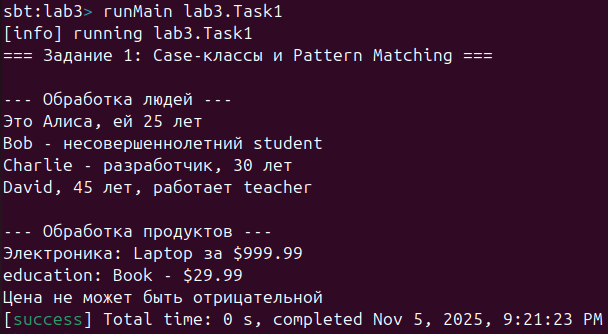 sbt:lab3> runMain lab3.Task1
[info] running lab3.Task1
=== Задание 1: Case-классы и Pattern Matching ===
--- Обработка людей ---
Это Алиса, ей 25 лет
Bob - несовершеннолетний student
Charlie - разработчик, 30 лет
David, 45 лет, работает teacher
--- Обработка продуктов ---
Электроника: Laptop за $999.99
education: Book - $29.99
Цена не может быть отрицательной
[success] Total time: 0 s, completed Nov 5, 2025, 9:21:23 PM